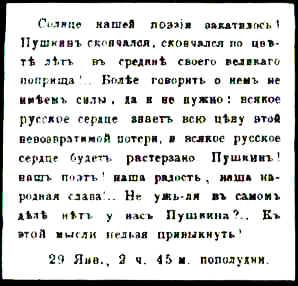 Солнце нашей поэзіи закатилось!
Пушкинъ скончался, скончался во цвѣ-
тѣ лѣтъ въ срединѣ своего великаго
поприща!.. Болѣе говорить о немъ не
имѣемъ силы, да и не нужно: всякое
русское сердце знаетъ всю цѣну этой
невозвратимой потери, и всякое русское
сердце будетъ растерзано. Пушкинъ!
нашъ поэтъ! наша радость, наша на-
родная слава!.. Не ужь-ли въ самомъ
дѣлѣ нѣтъ у насъ Пушкина?.. Къ
этой мысли нельзя привыкнуть!
29 Янв., 2 ч. 45 м. пополудни.